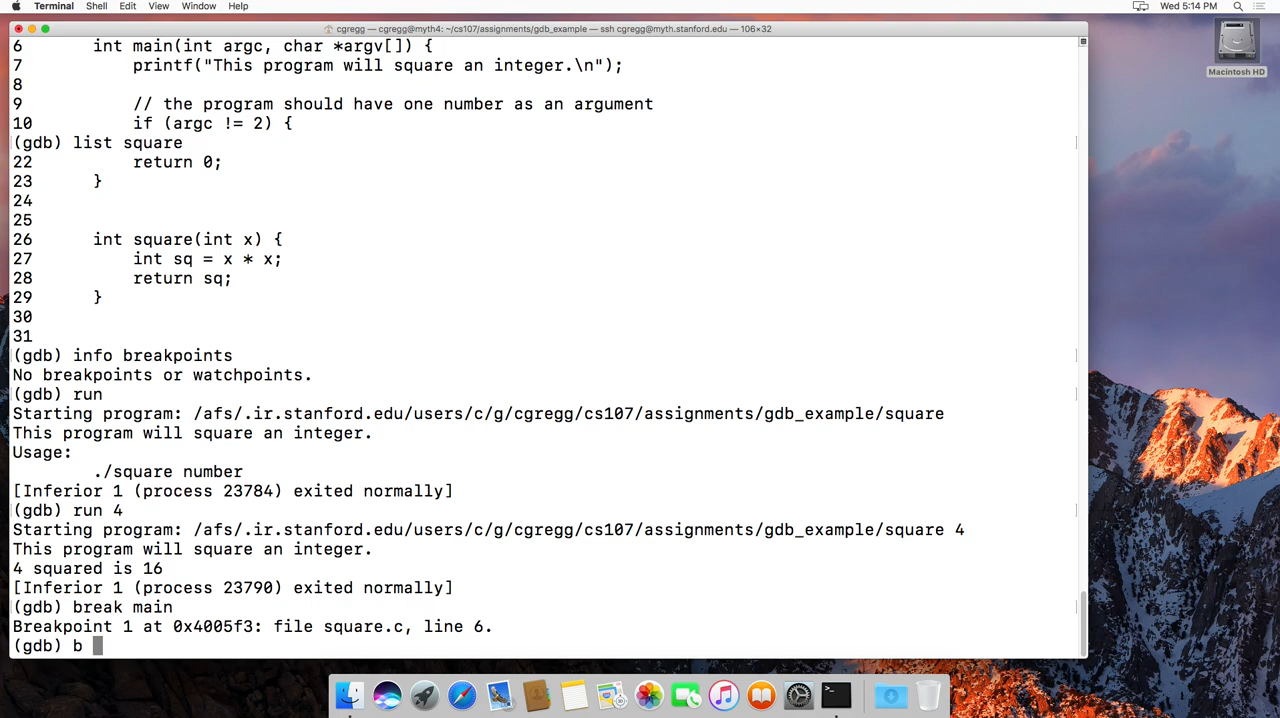 Terminal Shell Edit View Window Help Wed 5:14 PM
cgregg — cgregg@myth4: ~/cs107/assignments/gdb_example — ssh cgregg@myth.stanford.edu — 106×32
Macintosh HD
6 int main(int argc, char *argv[]) {
7 printf("This program will square an integer.\n");
8
9 // the program should have one number as an argument
10 if (argc != 2) {
(gdb) list square
22 return 0;
23 }
24
25
26 int square(int x) {
27 int sq = x * x;
28 return sq;
29 }
30
31
(gdb) info breakpoints
No breakpoints or watchpoints.
(gdb) run
Starting program: /afs/.ir.stanford.edu/users/c/g/cgregg/cs107/assignments/gdb_example/square
This program will square an integer.
Usage:
./square number
[Inferior 1 (process 23784) exited normally]
(gdb) run 4
Starting program: /afs/.ir.stanford.edu/users/c/g/cgregg/cs107/assignments/gdb_example/square 4
This program will square an integer.
4 squared is 16
[Inferior 1 (process 23790) exited normally]
(gdb) break main
Breakpoint 1 at 0x4005f3: file square.c, line 6.
(gdb) b